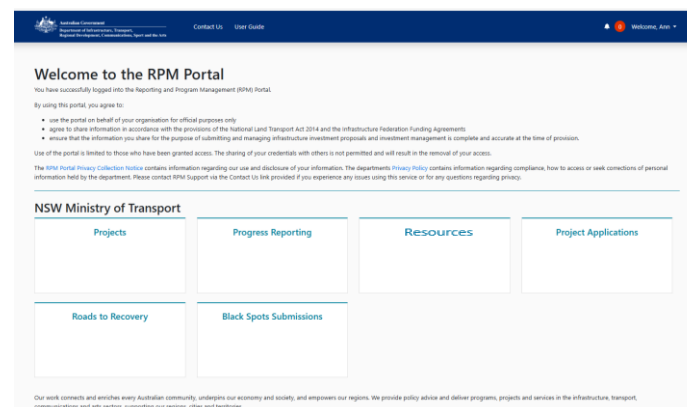 Australian Government
Department of Infrastructure, Transport,
Regional Development, Communications, Sport and the Arts
Contact Us User Guide
0 Welcome, Ann
Welcome to the RPM Portal
You have successfully logged into the Reporting and Program Management (RPM) Portal.
By using this portal, you agree to:
• use the portal on behalf of your organisation for official purposes only
• agree to share information in accordance with the provisions of the National Land Transport Act 2014 and the Infrastructure Federation Funding Agreements
• ensure that the information you share for the purpose of submitting and managing infrastructure investment proposals and investment management is complete and accurate at the time of provision.
Use of the portal is limited to those who have been granted access. The sharing of your credentials with others is not permitted and will result in the removal of your access.
The RPM Portal Privacy Collection Notice contains information regarding our use and disclosure of your information. The departments Privacy Policy contains information regarding compliance, how to access or seek corrections of personal
information held by the department. Please contact RPM Support via the Contact Us link provided if you experience any issues using this service or for any questions regarding privacy.
NSW Ministry of Transport
Projects Progress Reporting Resources Project Applications
Roads to Recovery Black Spots Submissions
Our work connects and enriches every Australian community, underpins our economy and society, and empowers our regions. We provide policy advice and deliver programs, projects and services in the infrastructure, transport,
communications and arts sectors, supporting our regions, cities and territories.